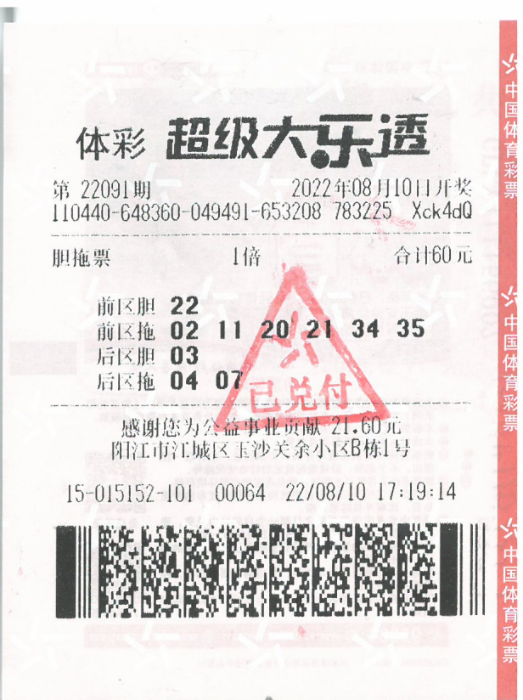 体彩 超级大乐透
第 22091期 2022年08月10日开奖
110440-648360-049491-653208 783225 Xck4dQ
胆拖票 1倍 合计60元
前区胆 22
前区拖 02 11 20 21 34 35
后区胆 03
后区拖 04 07
已兑付
感谢您为公益事业贡献 21.60元
阳江市江城区玉沙关余小区B栋1号
15-015152-101 00064 22/08/10 17:19:14
中国体育彩票
中国体育彩票
中国体育彩票